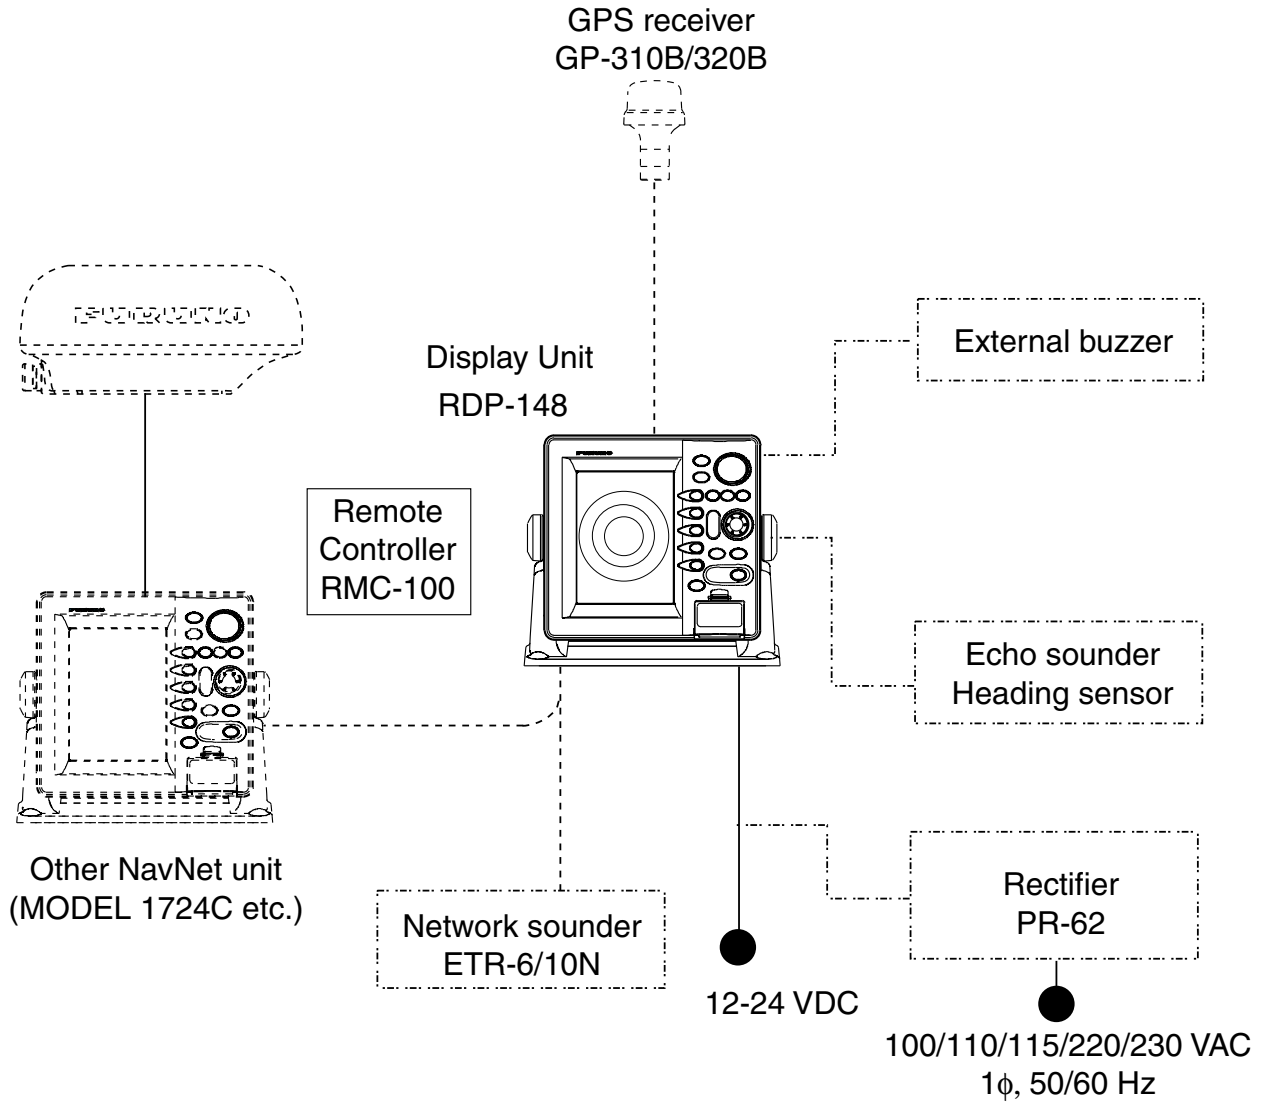 GPS receiver
GP-310B/320B
FURUNO
Display Unit
RDP-148
External buzzer
FURUNO
Remote
Controller
RMC-100
Echo sounder
Heading sensor
Other NavNet unit
(MODEL 1724C etc.)
Network sounder
ETR-6/10N
Rectifier
PR-62
12-24 VDC
100/110/115/220/230 VAC
1ϕ, 50/60 Hz